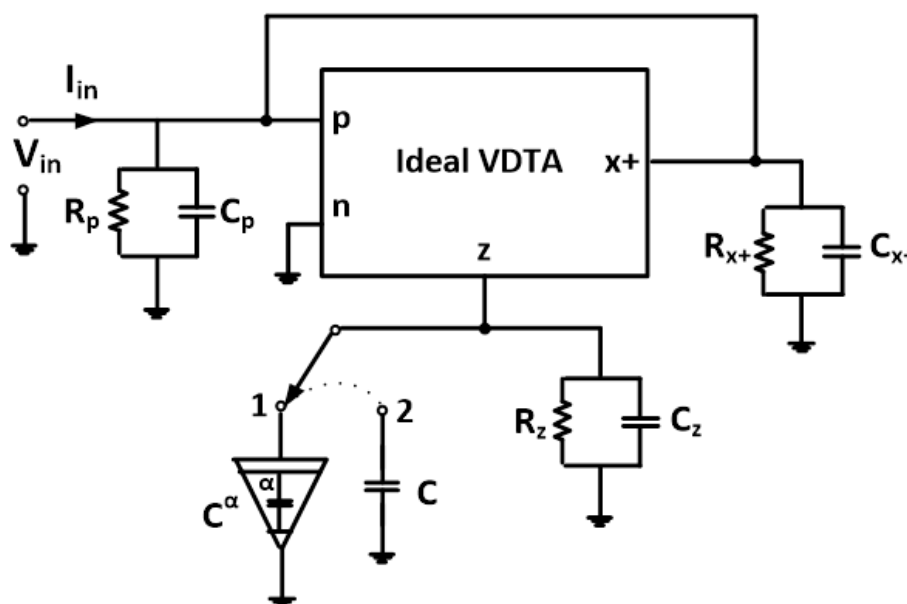 I_in
V_in
R_p
C_p
p
n
Ideal VDTA
x+
z
R_x+
C_x+
1
2
α
C^α
C
R_z
C_z